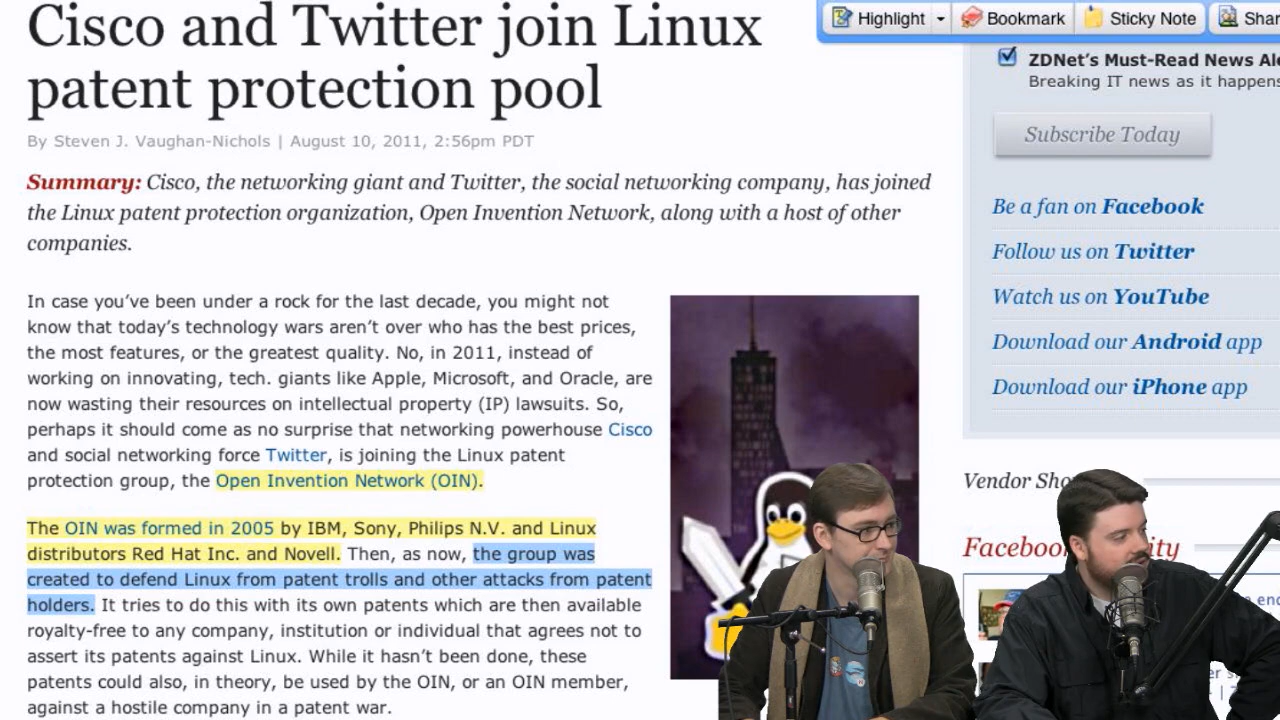 Cisco and Twitter join Linux
patent protection pool
By Steven J. Vaughan-Nichols | August 10, 2011, 2:56pm PDT
Summary: Cisco, the networking giant and Twitter, the social networking company, has joined
the Linux patent protection organization, Open Invention Network, along with a host of other
companies.
In case you’ve been under a rock for the last decade, you might not
know that today’s technology wars aren’t over who has the best prices,
the most features, or the greatest quality. No, in 2011, instead of
working on innovating, tech. giants like Apple, Microsoft, and Oracle, are
now wasting their resources on intellectual property (IP) lawsuits. So,
perhaps it should come as no surprise that networking powerhouse Cisco
and social networking force Twitter, is joining the Linux patent
protection group, the Open Invention Network (OIN).
The OIN was formed in 2005 by IBM, Sony, Philips N.V. and Linux
distributors Red Hat Inc. and Novell. Then, as now, the group was
created to defend Linux from patent trolls and other attacks from patent
holders. It tries to do this with its own patents which are then available
royalty-free to any company, institution or individual that agrees not to
assert its patents against Linux. While it hasn’t been done, these
patents could also, in theory, be used by the OIN, or an OIN member,
against a hostile company in a patent war.
Highlight
Bookmark
Sticky Note
Shar
ZDNet’s Must-Read News Ale
Breaking IT news as it happens
Subscribe Today
Be a fan on Facebook
Follow us on Twitter
Watch us on YouTube
Download our Android app
Download our iPhone app
Vendor Sho
Faceboo ity